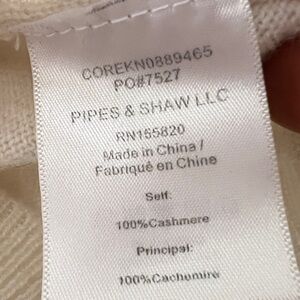 COREKN0889465
PO#7527
PIPES & SHAW LLC
RN155820
Made in China /
Fabriqué en Chine
Self:
100%Cashmere
Principal:
100%Cachemire